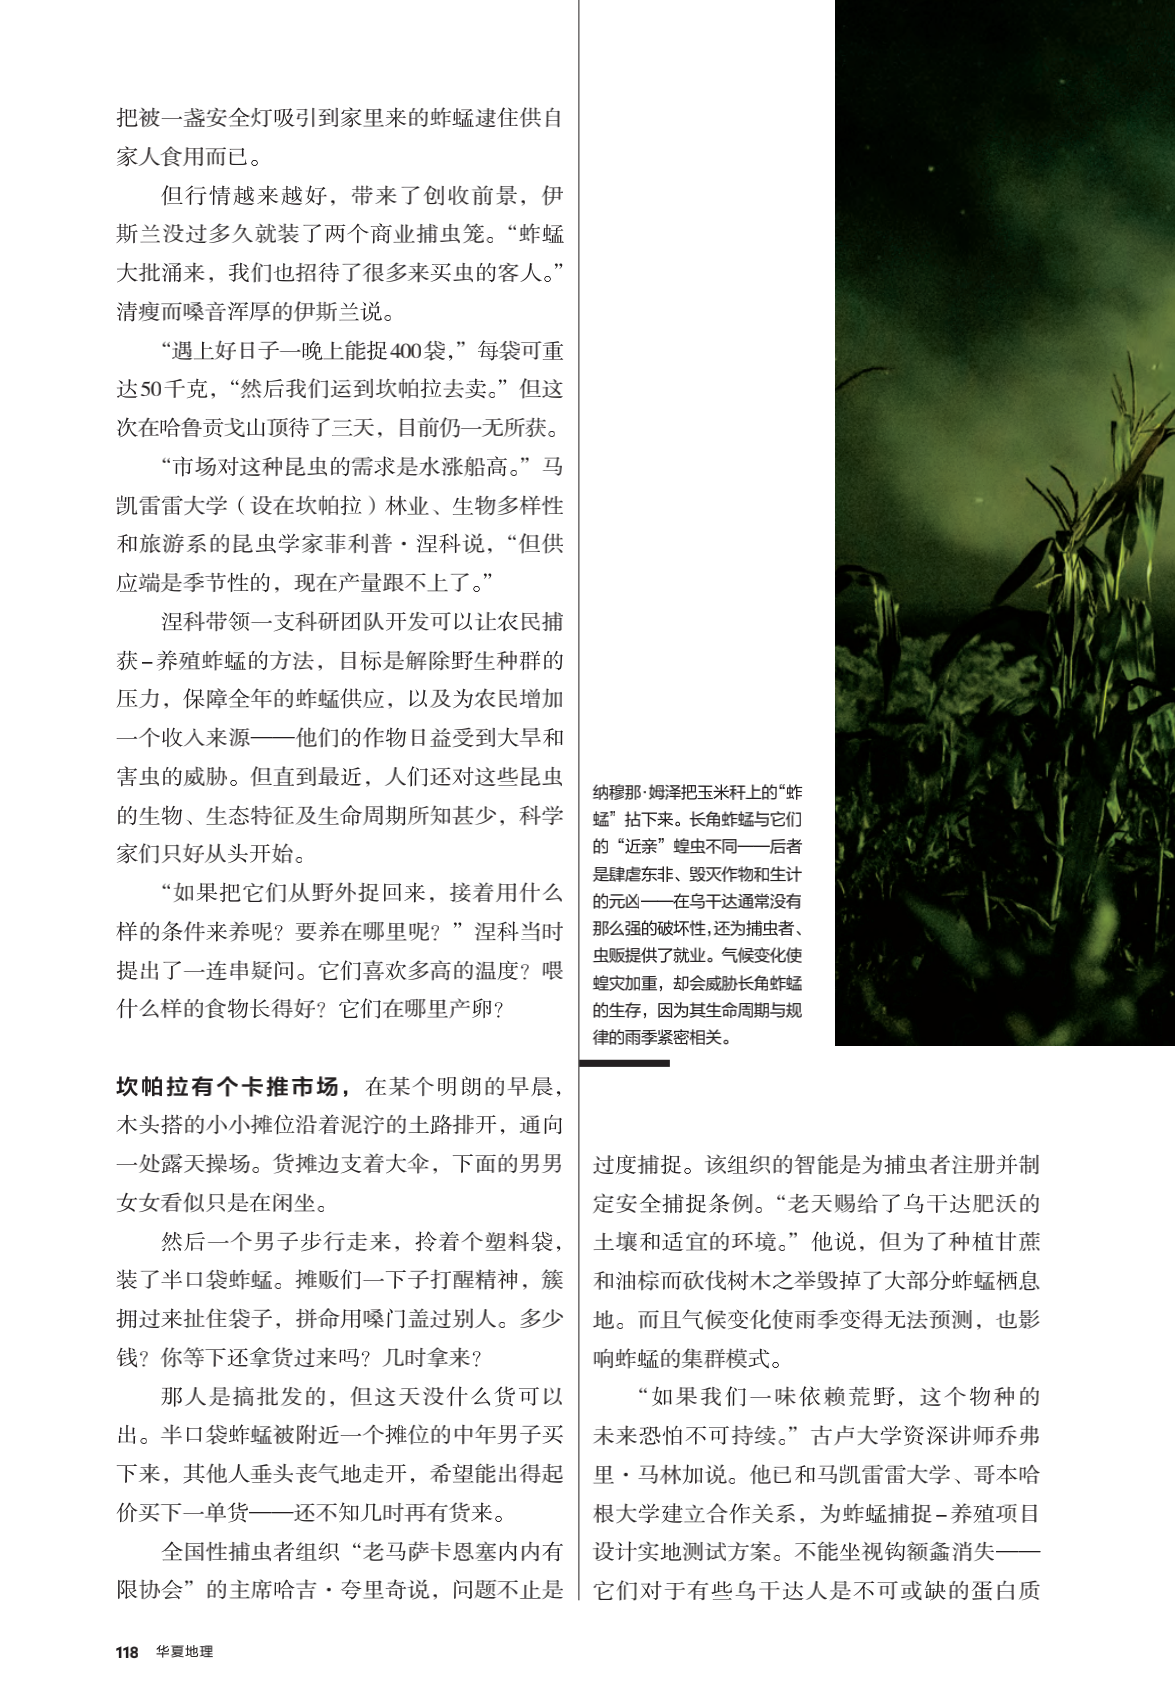 把被一盏安全灯吸引到家里来的蚱蜢逮住供自
家人食用而已。
但行情越来越好，带来了创收前景，伊
斯兰没过多久就装了两个商业捕虫笼。“蚱蜢
大批涌来，我们也招待了很多来买虫的客人。”
清瘦而嗓音浑厚的伊斯兰说。
“遇上好日子一晚上能捉400袋，”每袋可重
达50千克，“然后我们运到坎帕拉去卖。”但这
次在哈鲁贡戈山顶待了三天，目前仍一无所获。
“市场对这种昆虫的需求是水涨船高。”马
凯雷雷大学（设在坎帕拉）林业、生物多样性
和旅游系的昆虫学家菲利普·涅科说，“但供
应端是季节性的，现在产量跟不上了。”
涅科带领一支科研团队开发可以让农民捕
获–养殖蚱蜢的方法，目标是解除野生种群的
压力，保障全年的蚱蜢供应，以及为农民增加
一个收入来源——他们的作物日益受到大旱和
害虫的威胁。但直到最近，人们还对这些昆虫
的生物、生态特征及生命周期所知甚少，科学
家们只好从头开始。
“如果把它们从野外捉回来，接着用什么
样的条件来养呢？要养在哪里呢？”涅科当时
提出了一连串疑问。它们喜欢多高的温度？喂
什么样的食物长得好？它们在哪里产卵？
坎帕拉有个卡推市场，在某个明朗的早晨，
木头搭的小小摊位沿着泥泞的土路排开，通向
一处露天操场。货摊边支着大伞，下面的男男
女女看似只是在闲坐。
然后一个男子步行走来，拎着个塑料袋，
装了半口袋蚱蜢。摊贩们一下子打醒精神，簇
拥过来扯住袋子，拼命用嗓门盖过别人。多少
钱？你等下还拿货过来吗？几时拿来？
那人是搞批发的，但这天没什么货可以
出。半口袋蚱蜢被附近一个摊位的中年男子买
下来，其他人垂头丧气地走开，希望能出得起
价买下一单货——还不知几时再有货来。
全国性捕虫者组织“老马萨卡恩塞内内有
限协会”的主席哈吉·夸里奇说，问题不止是
纳穆那·姆泽把玉米秆上的“蚱
蜢”拈下来。长角蚱蜢与它们
的“近亲”蝗虫不同——后者
是肆虐东非、毁灭作物和生计
的元凶——在乌干达通常没有
那么强的破坏性，还为捕虫者、
虫贩提供了就业。气候变化使
蝗灾加重，却会威胁长角蚱蜢
的生存，因为其生命周期与规
律的雨季紧密相关。
过度捕捉。该组织的智能是为捕虫者注册并制
定安全捕捉条例。“老天赐给了乌干达肥沃的
土壤和适宜的环境。”他说，但为了种植甘蔗
和油棕而砍伐树木之举毁掉了大部分蚱蜢栖息
地。而且气候变化使雨季变得无法预测，也影
响蚱蜢的集群模式。
“如果我们一味依赖荒野，这个物种的
未来恐怕不可持续。”古卢大学资深讲师乔弗
里·马林加说。他已和马凯雷雷大学、哥本哈
根大学建立合作关系，为蚱蜢捕捉–养殖项目
设计实地测试方案。不能坐视钩额螽消失——
它们对于有些乌干达人是不可或缺的蛋白质
118 华夏地理